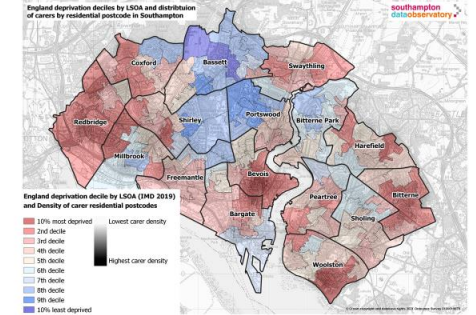 England deprivation deciles by LSOA and distribtuion
of carers by residential postcode in Southampton
southampton
dataobservatory
Coxford
Bassett
Swaythling
Redbridge
Shirley
Portswood
Bitterne Park
Millbrook
Harefield
Freemantle
Bevois
Bargate
Peartree
Bitterne
Sholing
Woolston
England deprivation decile by LSOA (IMD 2019)
and Density of carer residential postcodes
10% most deprived
2nd decile
3rd decile
4th decile
5th decile
6th decile
7th decile
8th decile
9th decile
10% least deprived
Lowest carer density
Highest carer density